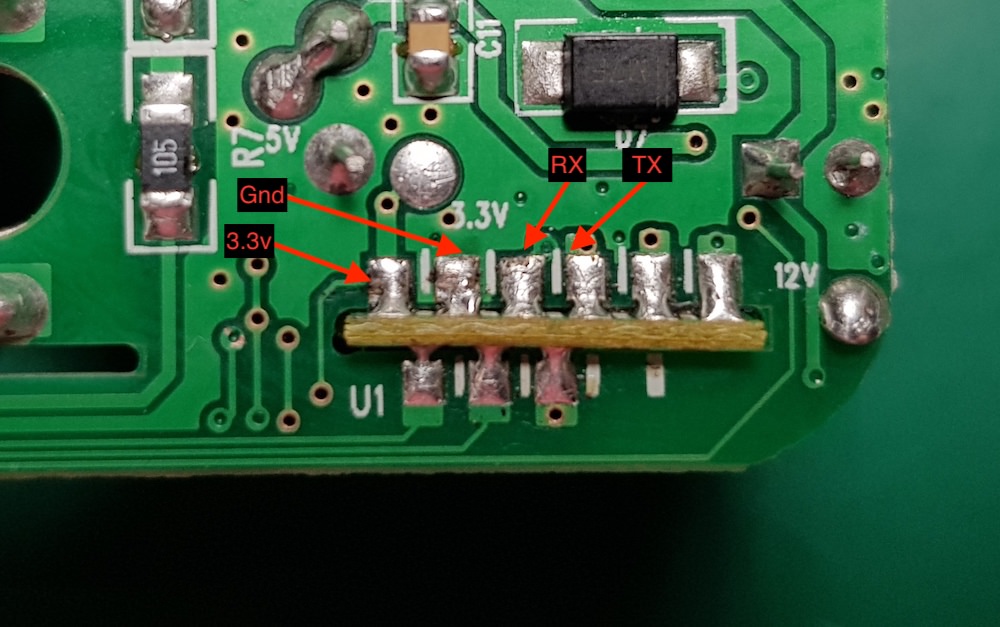 C11
105
R7
5V
RX
TX
Gnd
3.3V
3.3v
12V
U1